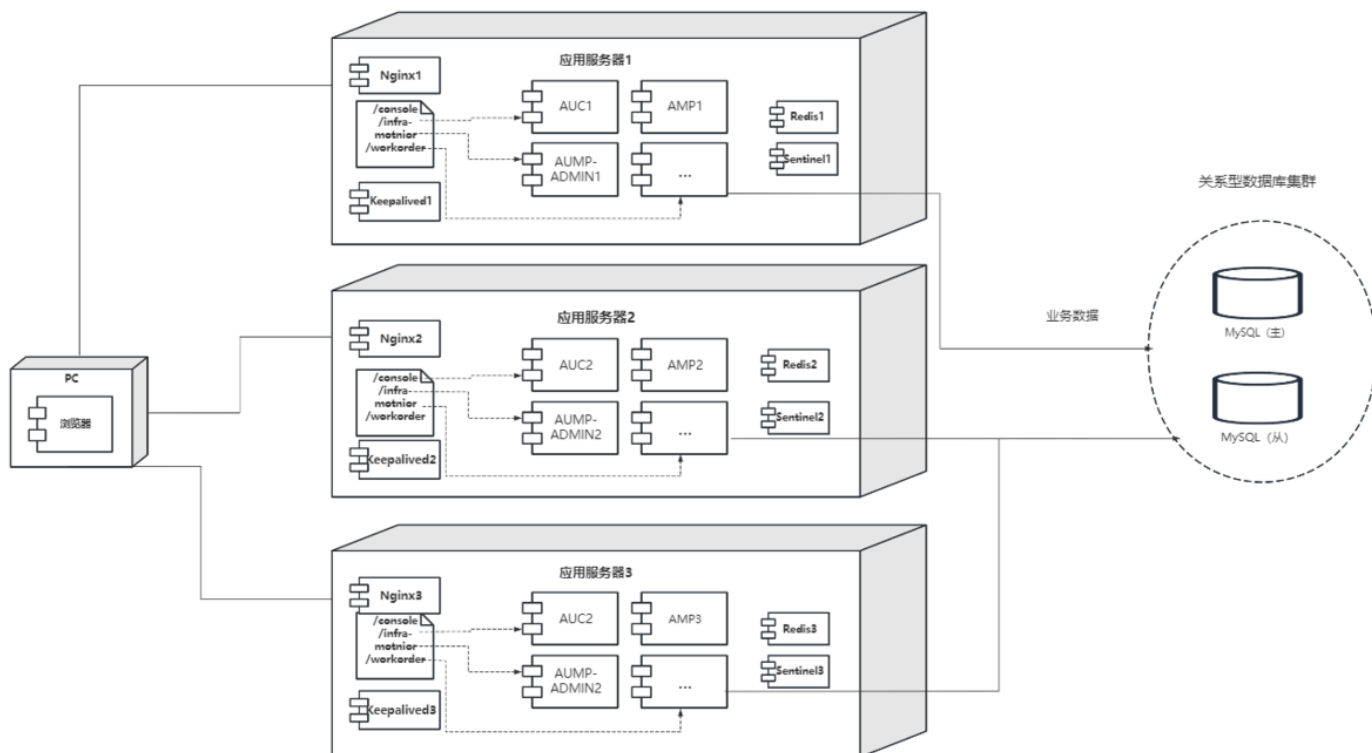 应用服务器1
Nginx1
/console
/infra-
motnior
/workorder
Keepalived1
AUC1
AMP1
AUMP-
ADMIN1
...
Redis1
Sentinel1
应用服务器2
Nginx2
/console
/infra-
motnior
/workorder
Keepalived2
AUC2
AMP2
AUMP-
ADMIN2
...
Redis2
Sentinel2
应用服务器3
Nginx3
/console
/infra-
motnior
/workorder
Keepalived3
AUC2
AMP3
AUMP-
ADMIN2
...
Redis3
Sentinel3
PC
浏览器
业务数据
关系型数据库集群
MySQL（主）
MySQL（从）